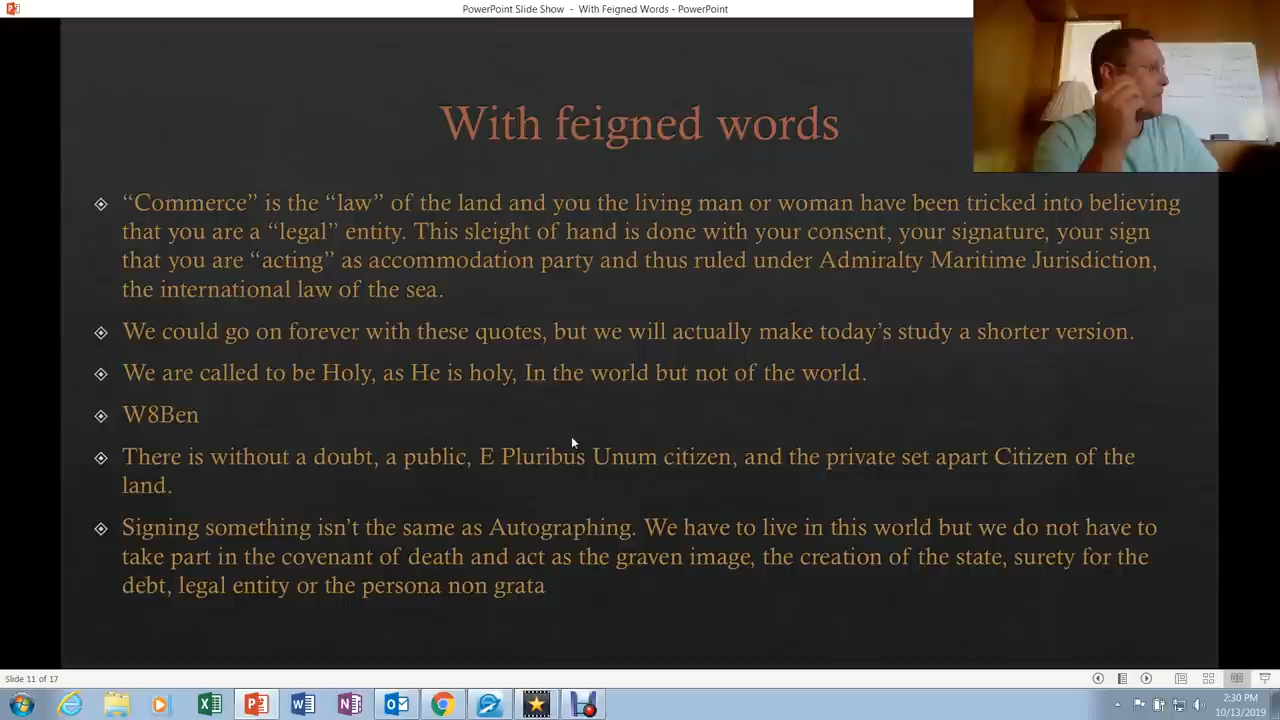 PowerPoint Slide Show - With Feigned Words - PowerPoint
With feigned words
“Commerce” is the “law” of the land and you the living man or woman have been tricked into believing
that you are a “legal” entity. This sleight of hand is done with your consent, your signature, your sign
that you are “acting” as accommodation party and thus ruled under Admiralty Maritime Jurisdiction,
the international law of the sea.
We could go on forever with these quotes, but we will actually make today’s study a shorter version.
We are called to be Holy, as He is holy, In the world but not of the world.
W8Ben
There is without a doubt, a public, E Pluribus Unum citizen, and the private set apart Citizen of the
land.
Signing something isn’t the same as Autographing. We have to live in this world but we do not have to
take part in the covenant of death and act as the graven image, the creation of the state, surety for the
debt, legal entity or the persona non grata
Slide 11 of 17
2:30 PM
10/13/2019